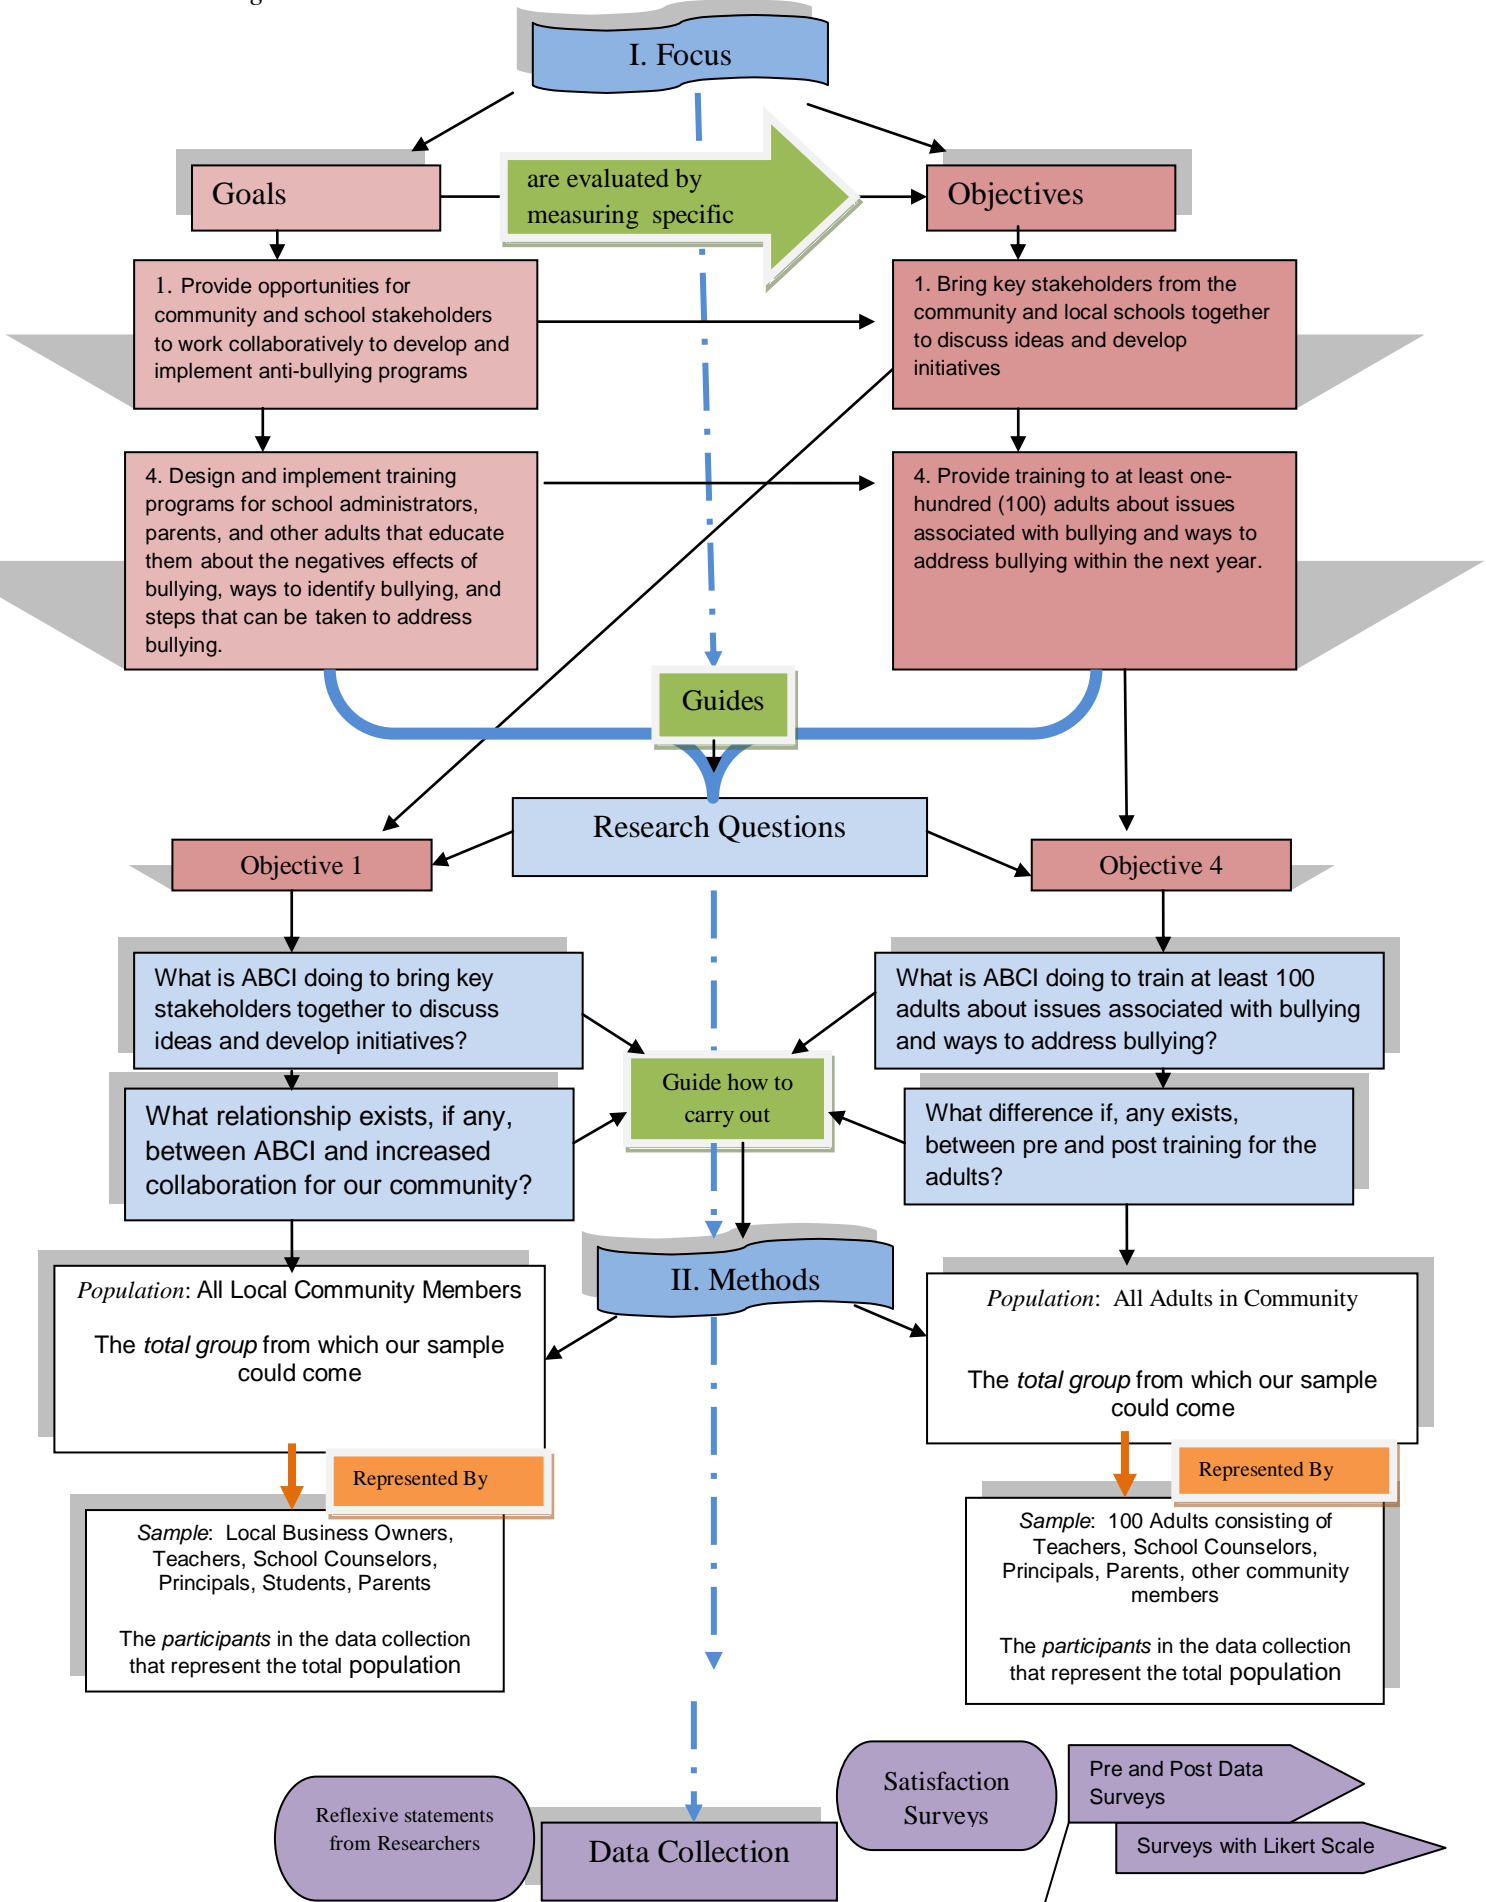 I. Focus
Goals
are evaluated by
measuring specific
Objectives
1. Provide opportunities for
community and school stakeholders
to work collaboratively to develop and
implement anti-bullying programs
1. Bring key stakeholders from the
community and local schools together
to discuss ideas and develop
initiatives
4. Design and implement training
programs for school administrators,
parents, and other adults that educate
them about the negatives effects of
bullying, ways to identify bullying, and
steps that can be taken to address
bullying.
4. Provide training to at least one-
hundred (100) adults about issues
associated with bullying and ways to
address bullying within the next year.
Guides
Research Questions
Objective 1
Objective 4
What is ABCI doing to bring key
stakeholders together to discuss
ideas and develop initiatives?
What is ABCI doing to train at least 100
adults about issues associated with bullying
and ways to address bullying?
Guide how to
carry out
What relationship exists, if any,
between ABCI and increased
collaboration for our community?
What difference if, any exists,
between pre and post training for the
adults?
II. Methods
Population: All Local Community Members
The total group from which our sample
could come
Population: All Adults in Community
The total group from which our sample
could come
Represented By
Represented By
Sample: Local Business Owners,
Teachers, School Counselors,
Principals, Students, Parents
The participants in the data collection
that represent the total population
Sample: 100 Adults consisting of
Teachers, School Counselors,
Principals, Parents, other community
members
The participants in the data collection
that represent the total population
Reflexive statements
from Researchers
Data Collection
Satisfaction
Surveys
Pre and Post Data
Surveys
Surveys with Likert Scale